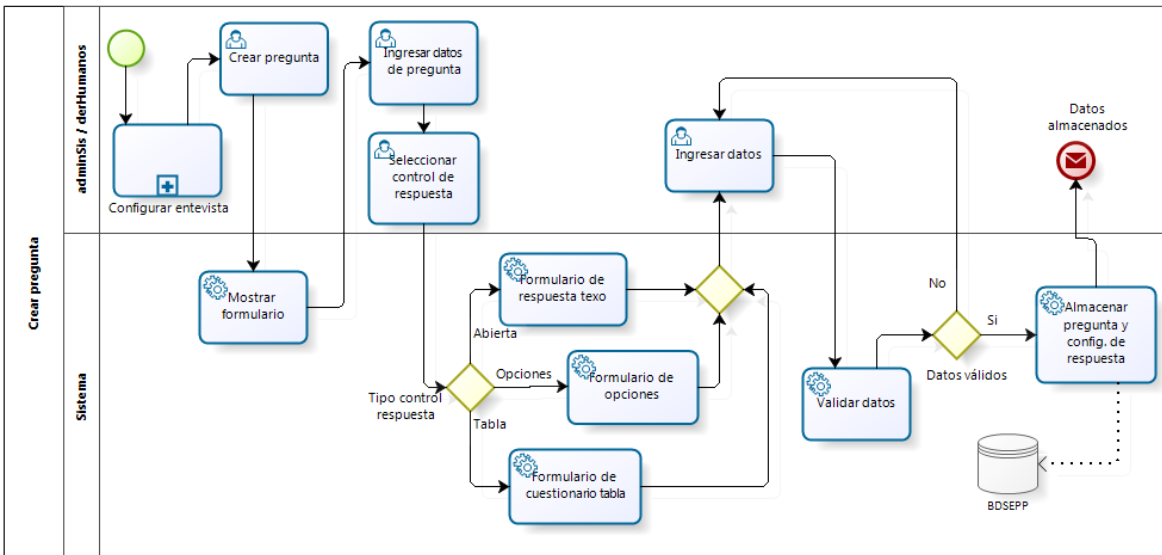 Crear pregunta
adminSis / derHumanos
Crear pregunta
Ingresar datos
de pregunta
Configurar entevista
Seleccionar
control de
respuesta
Ingresar datos
Datos
almacenados
Sistema
Mostrar
formulario
Formulario de
respuesta texo
Abierta
Opciones
Formulario de
opciones
Tipo control
respuesta
Tabla
Formulario de
cuestionario tabla
Validar datos
No
Si
Datos válidos
Almacenar
pregunta y
config. de
respuesta
BDSEPP